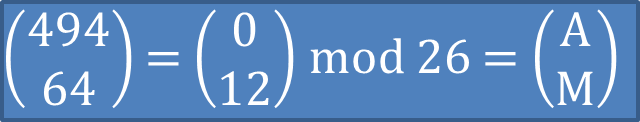 (494 64) = (0 12) mod 26 = (A M)